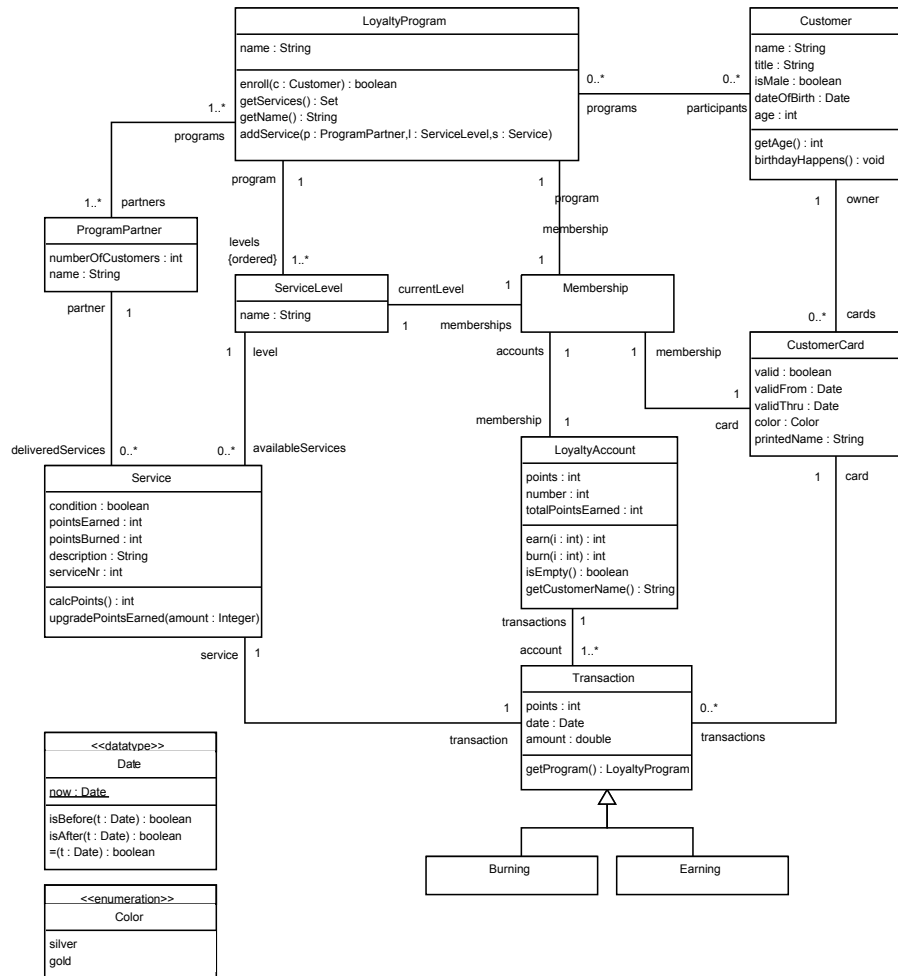 LoyaltyProgram
name : String
enroll(c : Customer) : boolean
getServices() : Set
getName() : String
addService(p : ProgramPartner,l : ServiceLevel,s : Service)
Customer
name : String
title : String
isMale : boolean
dateOfBirth : Date
age : int
getAge() : int
birthdayHappens() : void
0..*
programs
0..*
participants
1..*
programs
1..*
partners
program
1
levels
{ordered}
1..*
1
program
membership
1
1
owner
0..*
cards
ProgramPartner
numberOfCustomers : int
name : String
partner
1
ServiceLevel
name : String
currentLevel
1
1
memberships
Membership
1
level
accounts
1
1
membership
1
card
CustomerCard
valid : boolean
validFrom : Date
validThru : Date
color : Color
printedName : String
membership
1
deliveredServices
0..*
0..*
availableServices
Service
condition : boolean
pointsEarned : int
pointsBurned : int
description : String
serviceNr : int
calcPoints() : int
upgradePointsEarned(amount : Integer)
LoyaltyAccount
points : int
number : int
totalPointsEarned : int
earn(i : int) : int
burn(i : int) : int
isEmpty() : boolean
getCustomerName() : String
1
card
transactions
1
account
1..*
service
1
1
transaction
Transaction
points : int
date : Date
amount : double
getProgram() : LoyaltyProgram
0..*
transactions
<<datatype>>
Date
now : Date
isBefore(t : Date) : boolean
isAfter(t : Date) : boolean
=(t : Date) : boolean
Burning
Earning
<<enumeration>>
Color
silver
gold